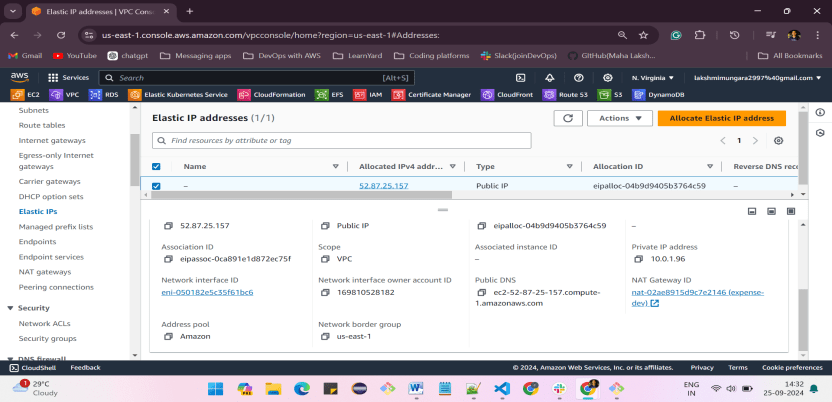 Elastic IP addresses | VPC Cons
us-east-1.console.aws.amazon.com/vpcconsole/home?region=us-east-1#Addresses:
Gmail YouTube chatgpt Messaging apps DevOps with AWS LearnYard Coding platforms Slack(joinDevOps) GitHub(Maha Laksh... All Bookmarks
aws Services Search [Alt+S] N. Virginia lakshmimungara2997%40gmail.com
EC2 VPC RDS Elastic Kubernetes Service CloudFormation EFS IAM Certificate Manager CloudFront Route 53 S3 DynamoDB
Subnets
Route tables
Internet gateways
Egress-only Internet
gateways
Carrier gateways
DHCP option sets
Elastic IPs
Managed prefix lists
Endpoints
Endpoint services
NAT gateways
Peering connections
Security
Network ACLs
Security groups
DNS firewall
Elastic IP addresses (1/1)
Actions
Allocate Elastic IP address
Find resources by attribute or tag
1
Name Allocated IPv4 addr... Type Allocation ID Reverse DNS reco
– 52.87.25.157 Public IP eipalloc-04b9d9405b3764c59 –
52.87.25.157 Public IP eipalloc-04b9d9405b3764c59 –
Association ID Scope Associated instance ID Private IP address
eipassoc-0ca891e1d872ec75f VPC – 10.0.1.96
Network interface ID Network interface owner account ID Public DNS NAT Gateway ID
eni-050182e5c35f61bc6 169810528182 ec2-52-87-25-157.compute- nat-02ae8915d9c7e2146 (expense-
1.amazonaws.com dev)
Address pool Network border group
Amazon us-east-1
CloudShell Feedback © 2024, Amazon Web Services, Inc. or its affiliates. Privacy Terms Cookie preferences
1 29°C
Cloudy
ENG
IN
14:32
25-09-2024